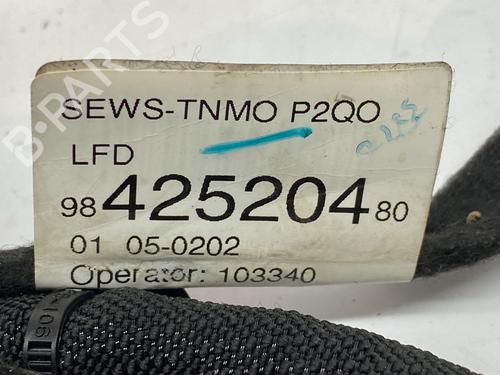 SEWS-TNMO P2QO
LFD
98 425204 80
01 05-0202
Operator: 103340
B-PARTS